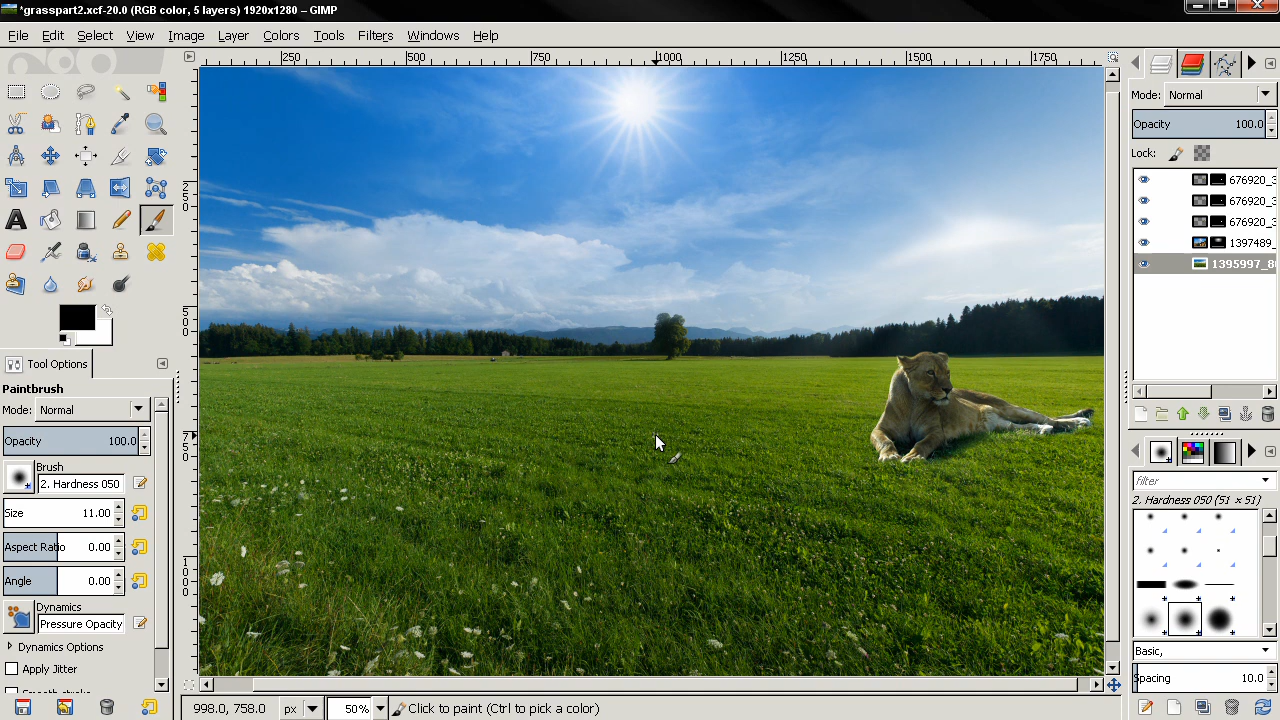 *grasspart2.xcf-20.0 (RGB color, 5 layers) 1920x1280 – GIMP
File Edit Select View Image Layer Colors Tools Filters Windows Help
250 500 750 1000 1250 1500 1750
Mode: Normal
Opacity 100.0
Lock:
676920_3
676920_3
676920_3
1397489_
1395997_8
250
500
750
1000
Tool Options
Paintbrush
Mode: Normal
Opacity 100.0
Brush
2. Hardness 050
Size 11.00
Aspect Ratio 0.00
Angle 0.00
Dynamics
Pressure Opacity
Dynamics Options
Apply Jitter
filter
2. Hardness 050 (51 × 51)
Basic,
Spacing 10.0
998.0, 758.0 px 50% Click to paint (Ctrl to pick a color)